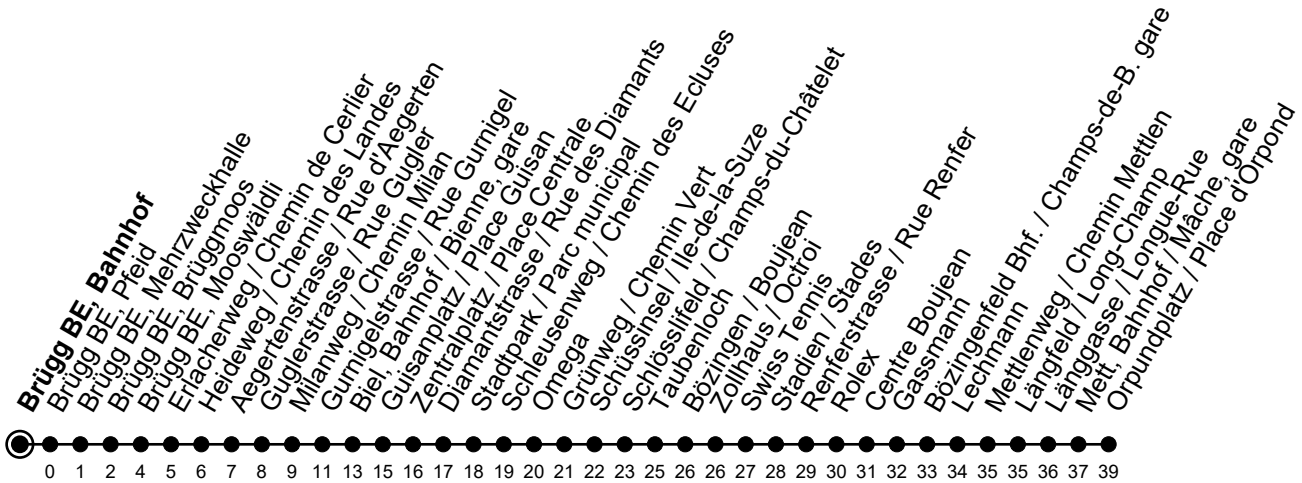 Brügg BE, Bahnhof
Brügg BE, Pfeid
Brügg BE, Mehrzweckhalle
Brügg BE, Brüggmoos
Brügg BE, Mooswäldli
Erlacherweg / Chemin de Cerlier
Heideweg / Chemin des Landes
Aegertenstrasse / Rue d'Aegerten
Guglerstrasse / Rue Gugler
Milanweg / Chemin Milan
Gurnigelstrasse / Rue Gurnigel
Biel, Bahnhof / Bienne, gare
Guisanplatz / Place Guisan
Zentralplatz / Place Centrale
Diamantstrasse / Rue des Diamants
Stadtpark / Parc municipal
Schleusenweg / Chemin des Ecluses
Omega
Grünweg / Chemin Vert
Schüssinsel / Ile-de-la-Suze
Schösslifeld / Champs-du-Châtelet
Taubenloch
Bözingen / Boujean
Zollhaus / Octroi
Swiss Tennis
Stadien / Stades
Renferstrasse / Rue Renfer
Rolex
Centre Boujean
Gassmann
Bözingenfeld Bhf. / Champs-de-B. gare
Lechmann
Mettlenweg / Chemin Mettlen
Längfeld / Long-Champ
Länggasse / Longue-Rue
Mett, Bahnhof / Mâche, gare
Orpundplatz / Place d'Orpond
0 1 2 4 5 6 7 8 9 11 13 15 16 17 18 19 20 21 22 23 25 26 26 27 28 29 30 31 32 33 34 35 35 36 37 39